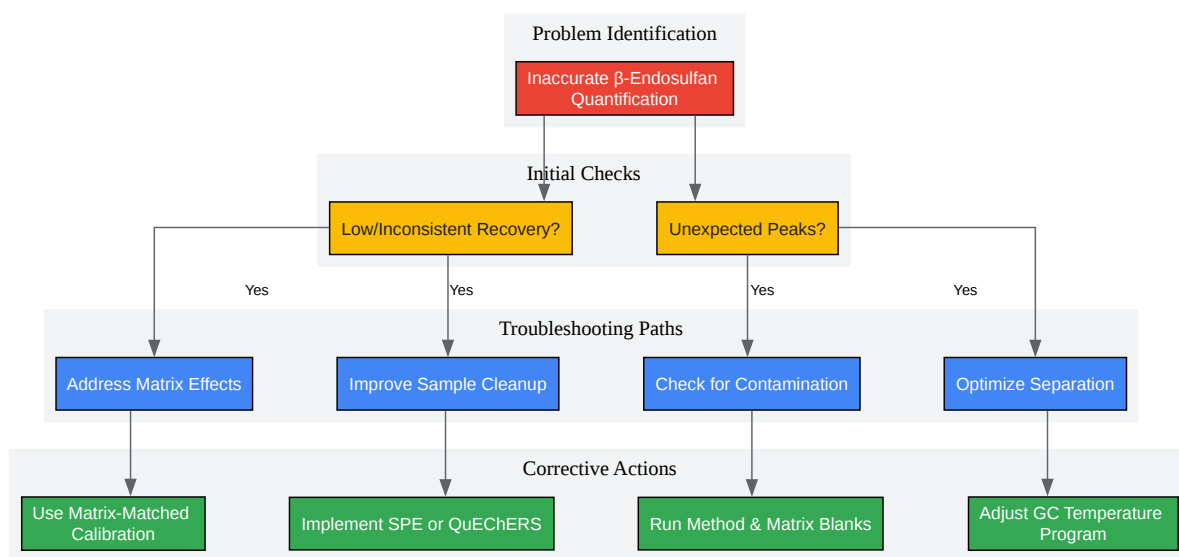 Problem Identification
Inaccurate β-Endosulfan
Quantification
Initial Checks
Low/Inconsistent Recovery?
Unexpected Peaks?
Yes
Yes
Yes
Yes
Troubleshooting Paths
Address Matrix Effects
Improve Sample Cleanup
Check for Contamination
Optimize Separation
Corrective Actions
Use Matrix-Matched
Calibration
Implement SPE or QuEChERS
Run Method & Matrix Blanks
Adjust GC Temperature
Program